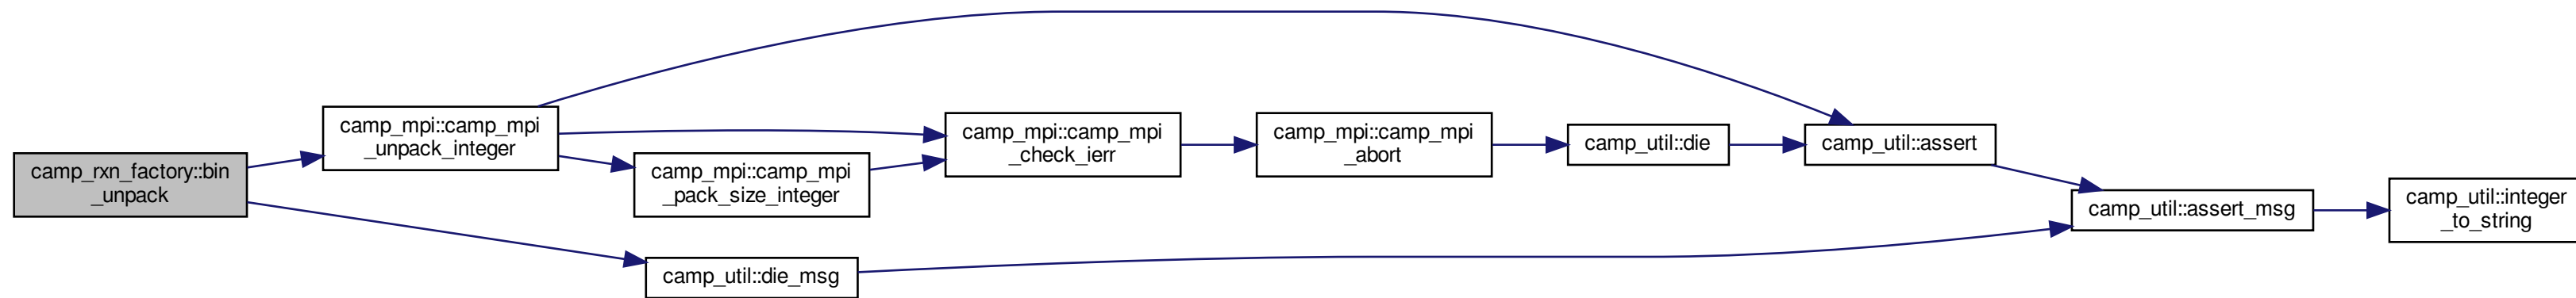 camp_rxn_factory::bin
_unpack
camp_mpi::camp_mpi
_unpack_integer
camp_util::die_msg
camp_mpi::camp_mpi
_pack_size_integer
camp_mpi::camp_mpi
_check_ierr
camp_mpi::camp_mpi
_abort
camp_util::die
camp_util::assert
camp_util::assert_msg
camp_util::integer
_to_string